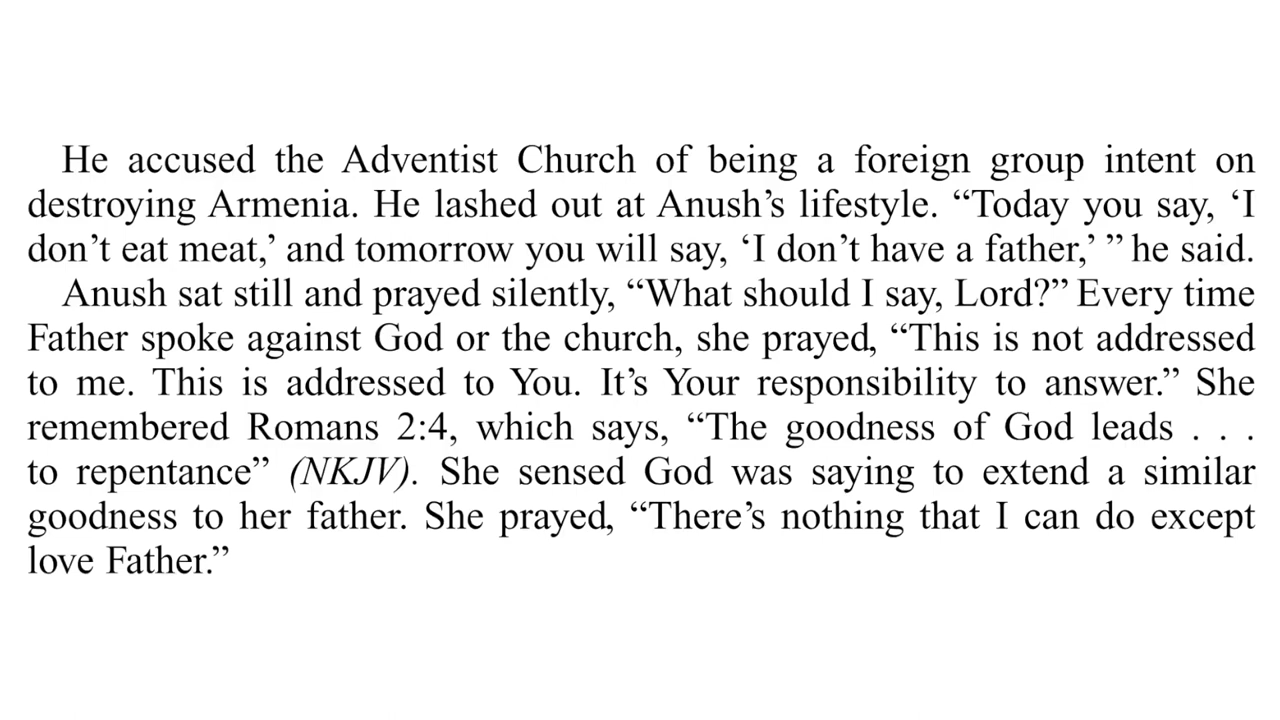 He accused the Adventist Church of being a foreign group intent on
destroying Armenia. He lashed out at Anush’s lifestyle. “Today you say, ‘I
don’t eat meat,’ and tomorrow you will say, ‘I don’t have a father,’ ” he said.
Anush sat still and prayed silently, “What should I say, Lord?” Every time
Father spoke against God or the church, she prayed, “This is not addressed
to me. This is addressed to You. It’s Your responsibility to answer.” She
remembered Romans 2:4, which says, “The goodness of God leads . . .
to repentance” (NKJV). She sensed God was saying to extend a similar
goodness to her father. She prayed, “There’s nothing that I can do except
love Father.”